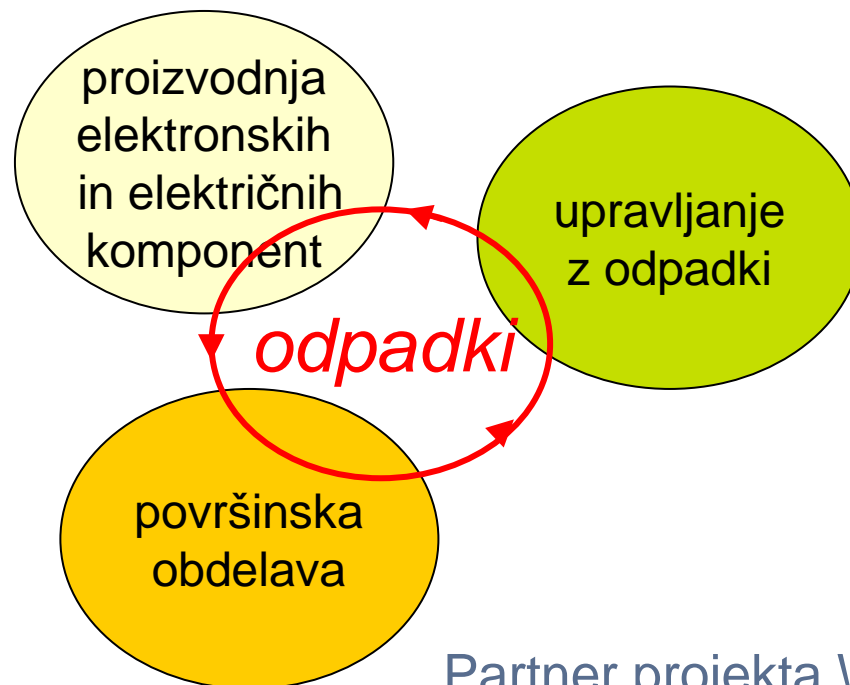 proizvodnja
elektronskih
in električnih
komponent
upravljanje
z odpadki
odpadki
površinska
obdelava
Partner projekta